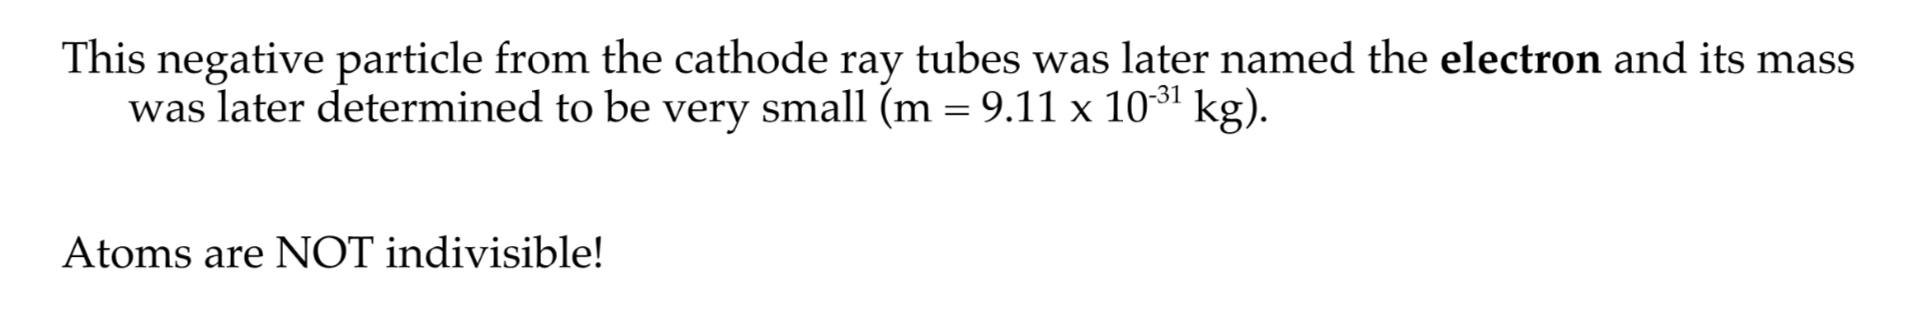 This negative particle from the cathode ray tubes was later named the electron and its mass
was later determined to be very small (m = 9.11 x 10⁻³¹ kg).
Atoms are NOT indivisible!